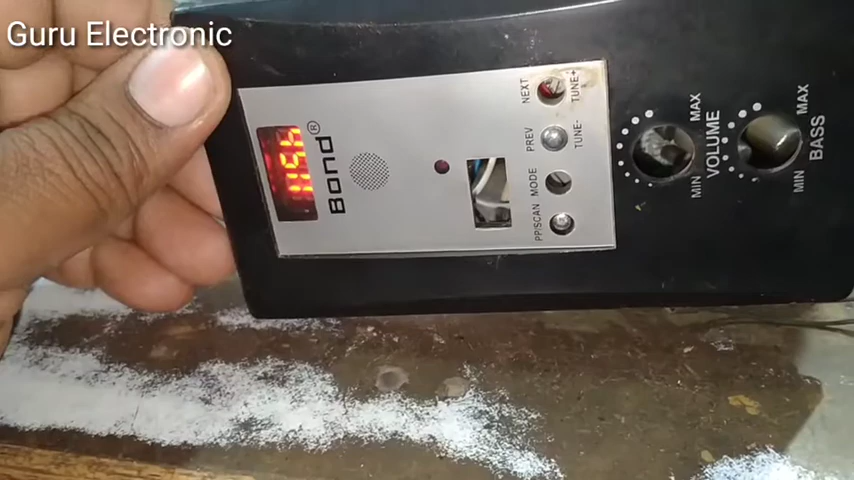 Guru Electronic,
Bond®
NEXT TUNE+
PREV TUNE-
MODE
PP/SCAN
MAX
VOLUME
MIN
MAX
BASS
MIN